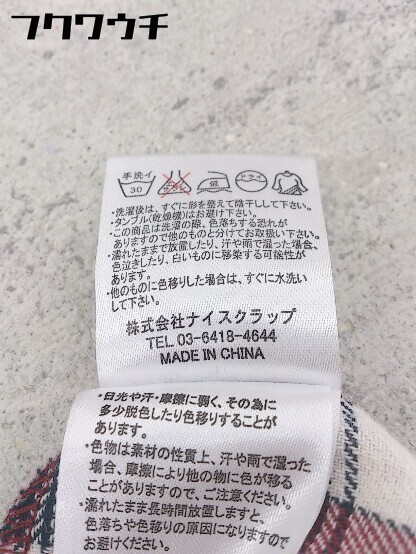 フクワウチ
手洗イ
30
ドライ
・洗濯後は、すぐに形を整えて陰干しして下さい。
・タンブル(乾燥機)はお避け下さい。
・この商品は洗濯の際、色落ちする恐れが
ありますので他のものと分けてお取扱い下さい。
・濡れたままで放置したり、汗や雨で湿った場合、
色泣きしたり、白いものに移染する可能性が
あります。
・他のものに色移りした場合は、すぐに水洗い
して下さい。
株式会社ナイスクラップ
TEL 03-6418-4644
MADE IN CHINA
・日光や汗・摩擦に弱く、その為に
多少脱色したり色移りすることが
あります。
・色物は素材の性質上、汗や雨で湿った
場合、摩擦により他の物に色が移る
ことがありますので、ご注意ください。
・濡れたまま長時間放置しますと、
色落ちや色移りの原因になりますので
お避けください。